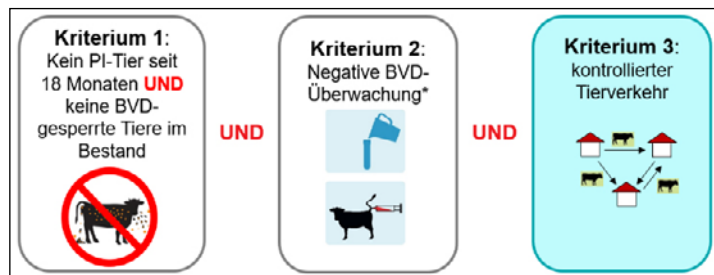 Kriterium 1:
Kein PI-Tier seit
18 Monaten UND
keine BVD-
gesperrte Tiere im
Bestand
UND
Kriterium 2:
Negative BVD-
Überwachung*
UND
Kriterium 3:
kontrollierter
Tierverkehr